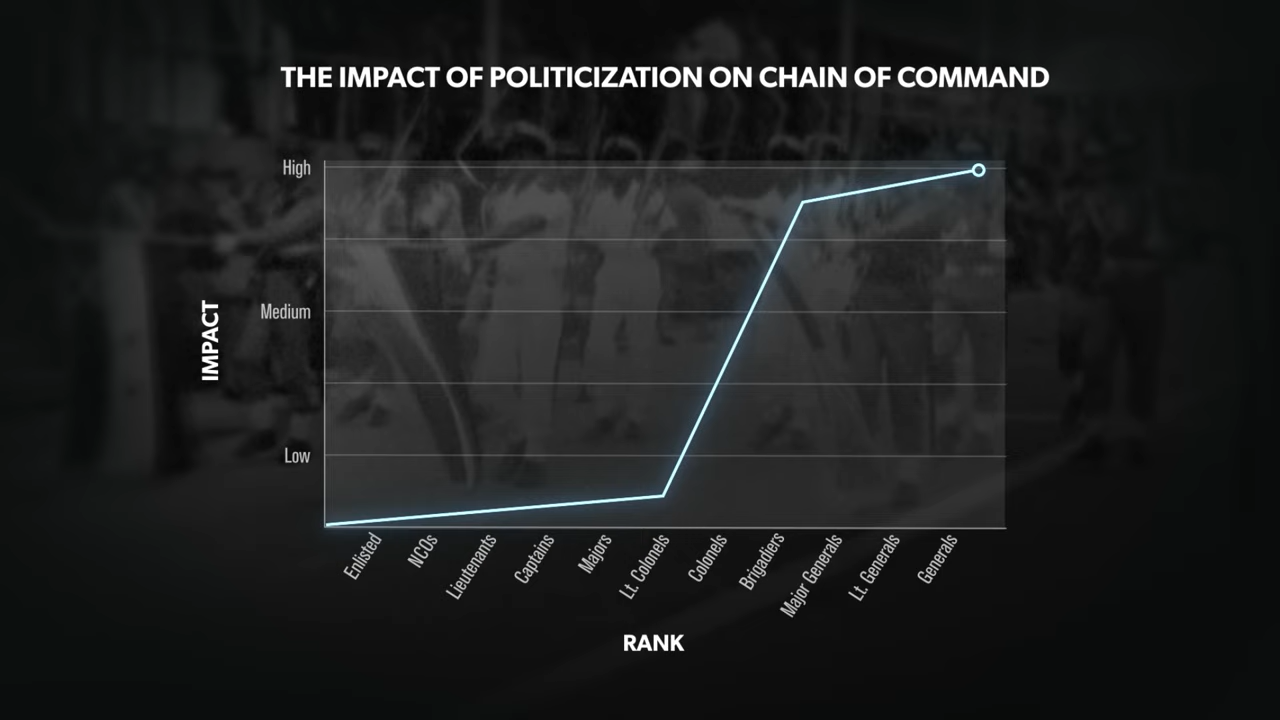 THE IMPACT OF POLITICIZATION ON CHAIN OF COMMAND
High
Medium
Low
IMPACT
Enlisted
NCOs
Lieutenants
Captains
Majors
Lt. Colonels
Colonels
Brigadiers
Major Generals
Lt. Generals
Generals
RANK